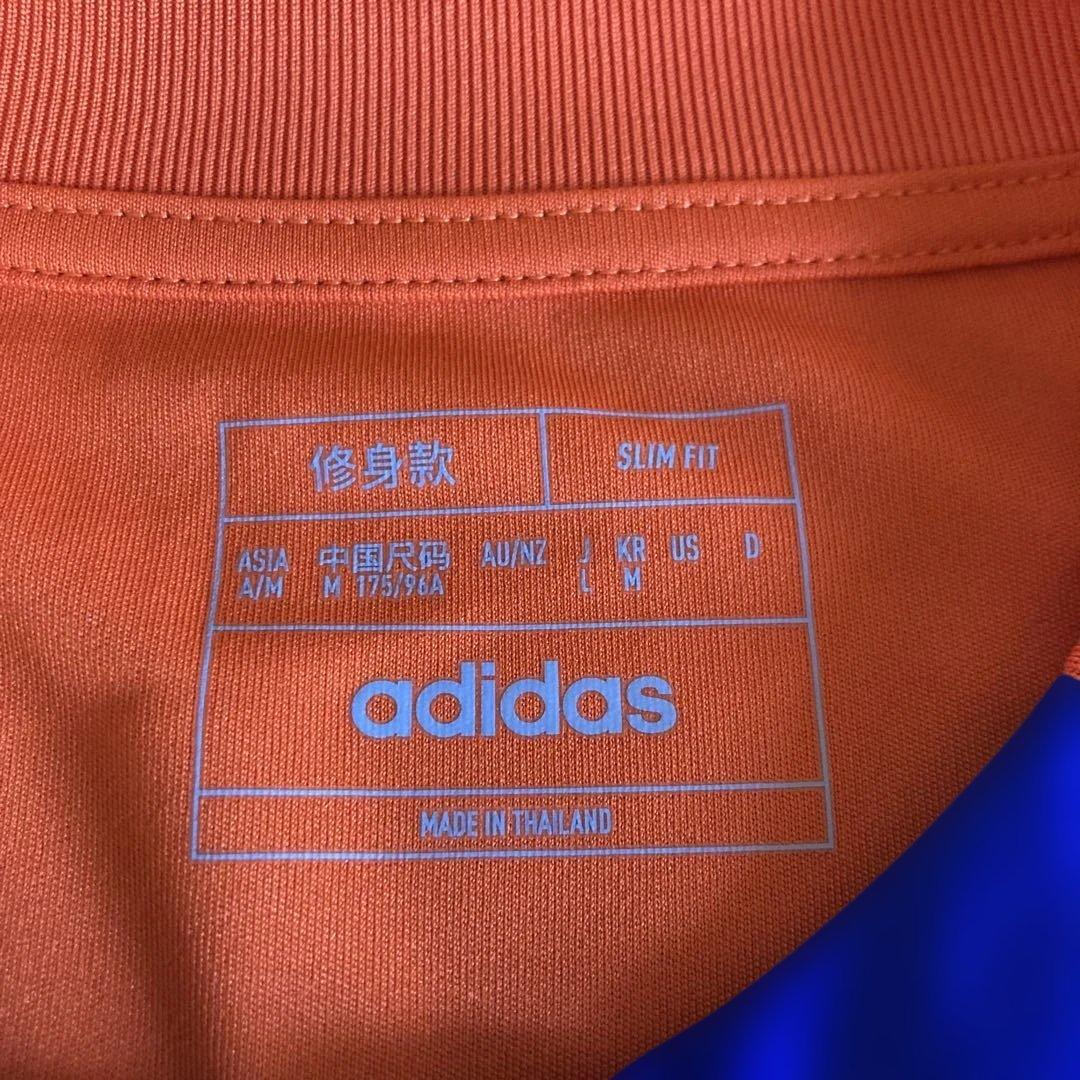 修身款 SLIM FIT
ASIA 中国尺码 AU/NZ J KR US D
A/M M 175/96A L M
adidas
MADE IN THAILAND